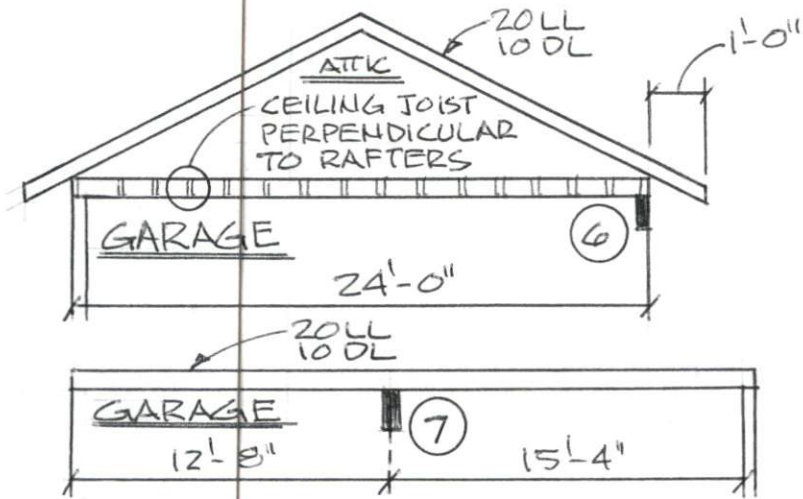 20 LL
10 DL
1'-0"
ATTIC
CEILING JOIST
PERPENDICULAR
TO RAFTERS
6
GARAGE
24'-0"
20 LL
10 DL
GARAGE
7
12'-8"
15'-4"